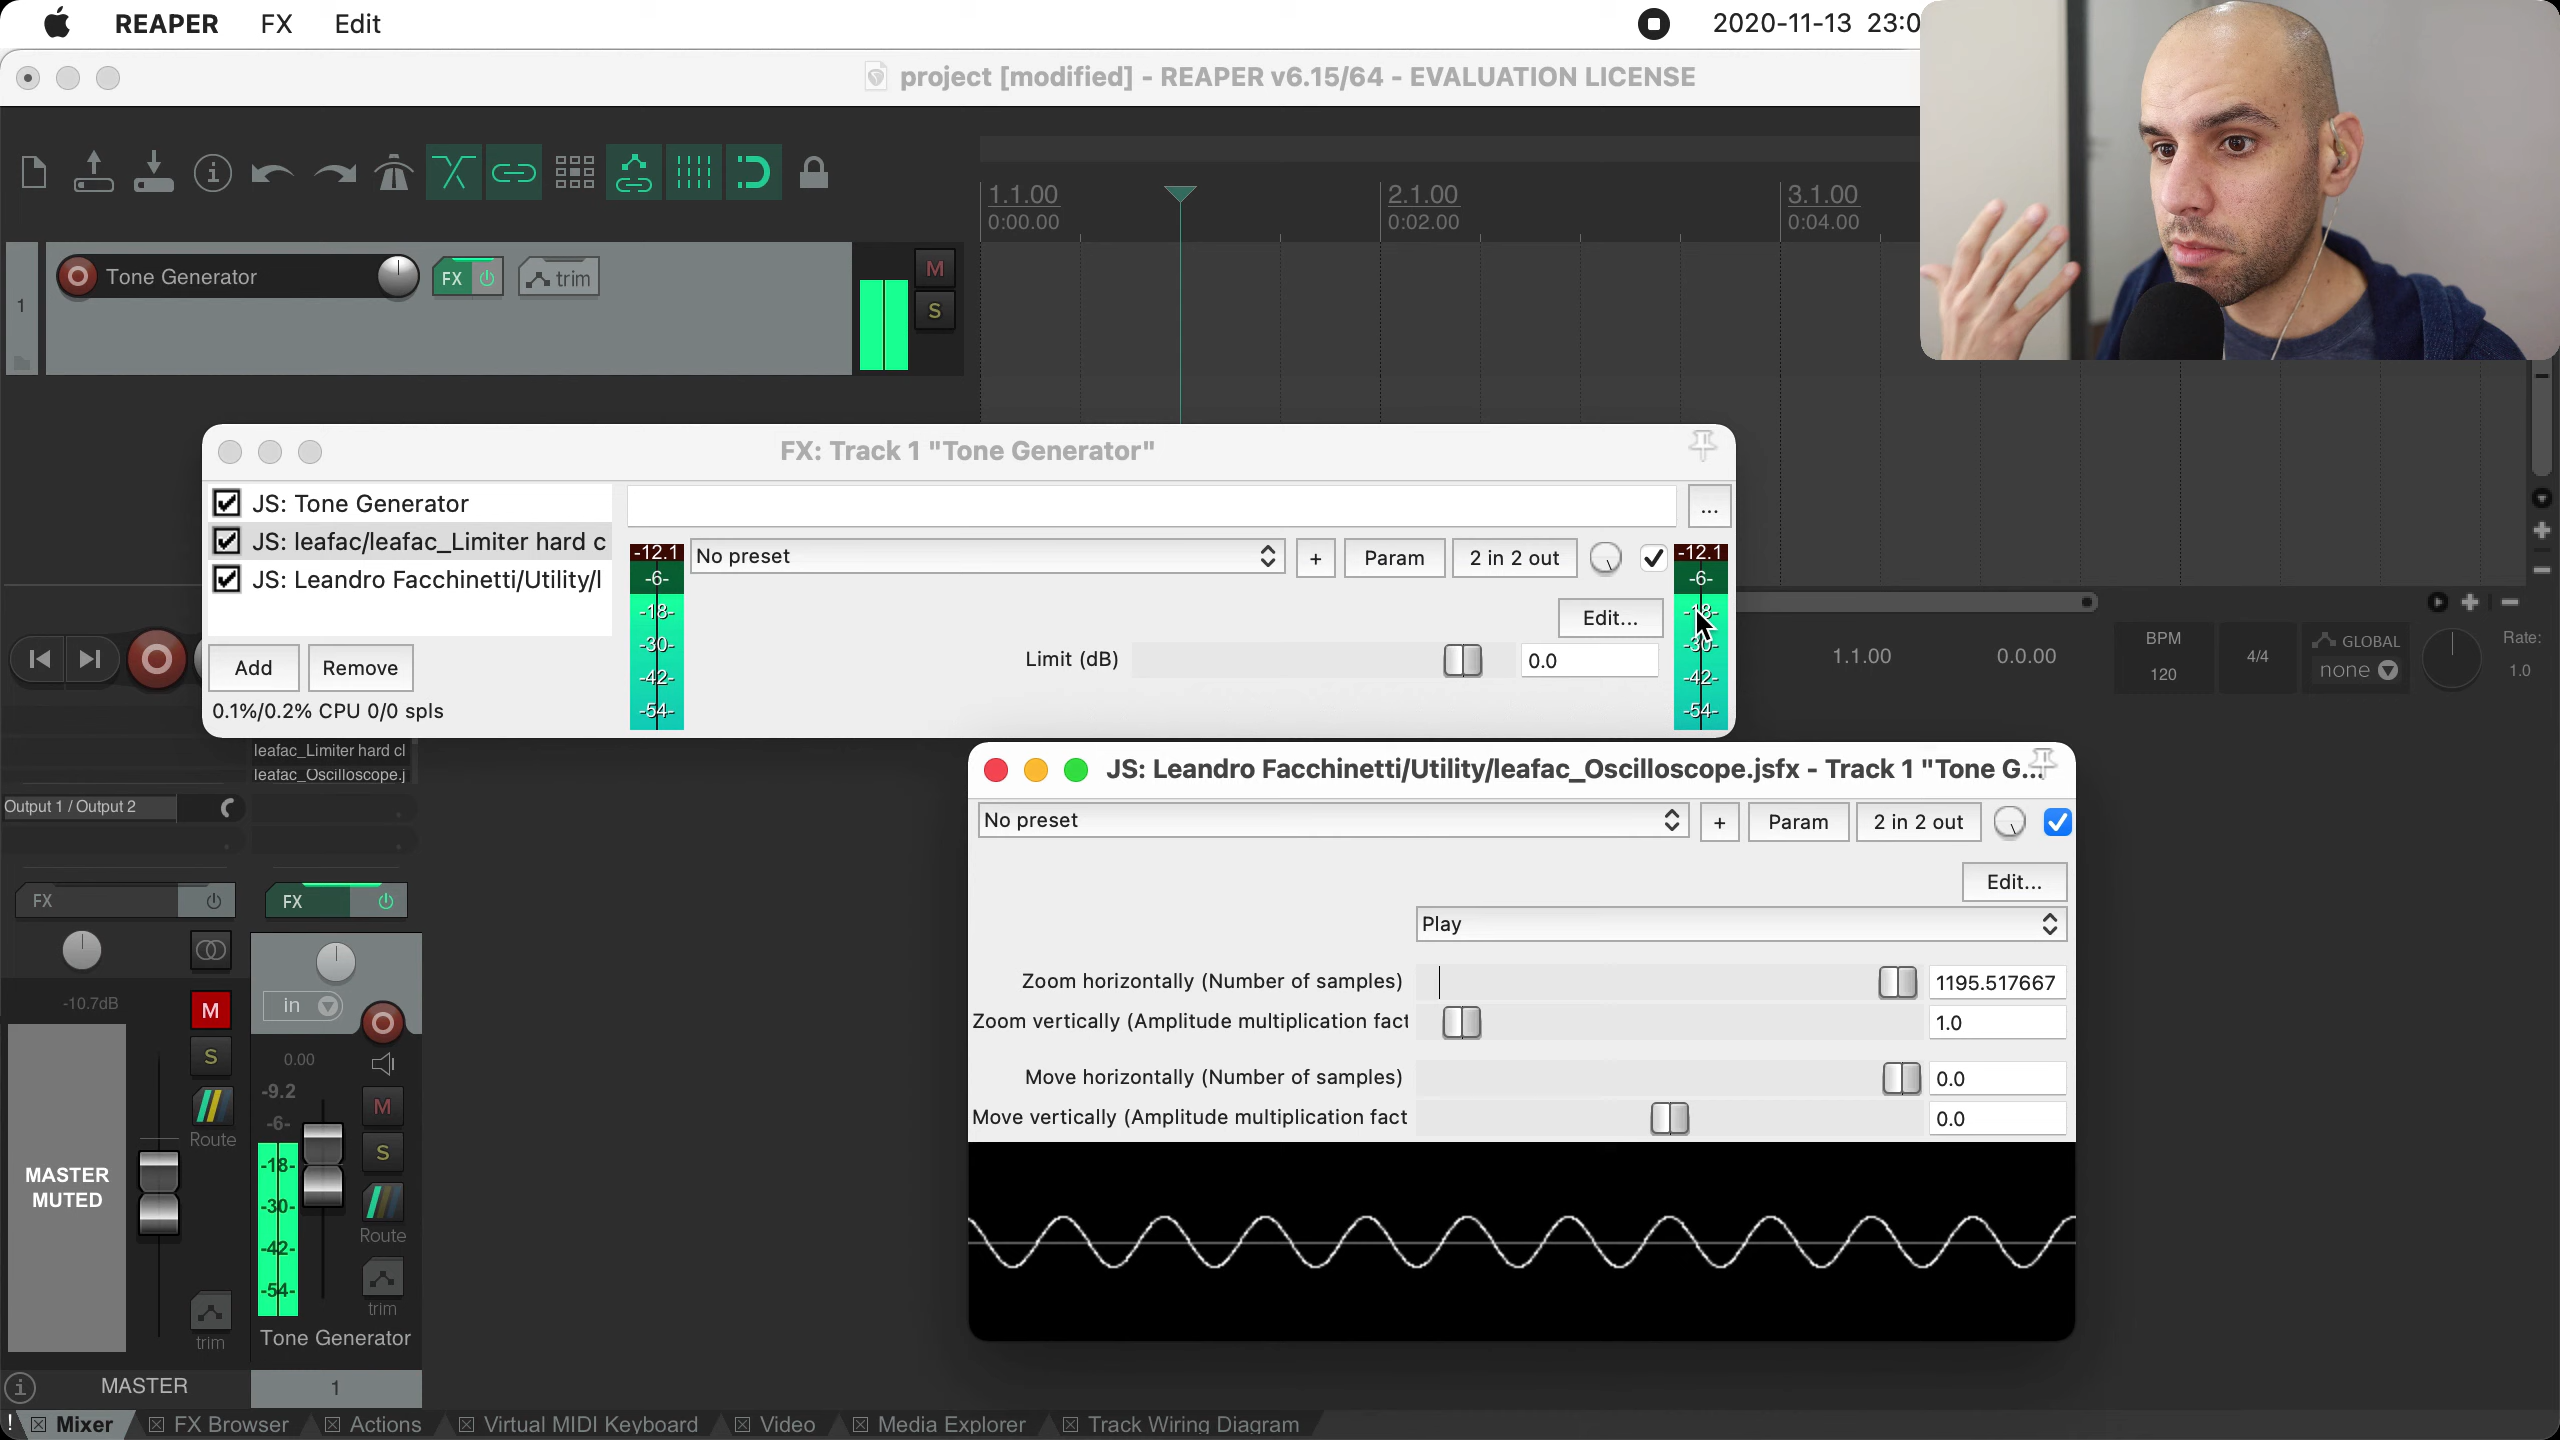 REAPER FX Edit 2020-11-13 23:0
project [modified] - REAPER v6.15/64 - EVALUATION LICENSE
1.1.00 2.1.00 3.1.00
0:00.00 0:02.00 0:04.00
1 Tone Generator FX trim M
S
FX: Track 1 "Tone Generator"
JS: Tone Generator ...
JS: leafac/leafac_Limiter hard c
JS: Leandro Facchinetti/Utility/l
-12.1 No preset + Param 2 in 2 out -12.1
-6- -6-
-18- -18-
Edit...
-30- -30-
Limit (dB) 0.0
-42- -42-
-54- -54-
Add Remove
0.1%/0.2% CPU 0/0 spls
1.1.00 0.0.00 BPM 120 4/4 GLOBAL none Rate: 1.0
leafac_Limiter hard cl
leafac_Oscilloscope.j
Output 1 / Output 2
JS: Leandro Facchinetti/Utility/leafac_Oscilloscope.jsfx - Track 1 "Tone G...
No preset + Param 2 in 2 out
Edit...
Play
Zoom horizontally (Number of samples) 1195.517667
Zoom vertically (Amplitude multiplication fact 1.0
Move horizontally (Number of samples) 0.0
Move vertically (Amplitude multiplication fact 0.0
FX FX
in
-10.7dB M
S
Route
MASTER
MUTED
trim
0.00
-9.2
-6- M
S
-18-
-30-
Route
-42-
-54-
trim
Tone Generator
MASTER 1
! Mixer FX Browser Actions Virtual MIDI Keyboard Video Media Explorer Track Wiring Diagram